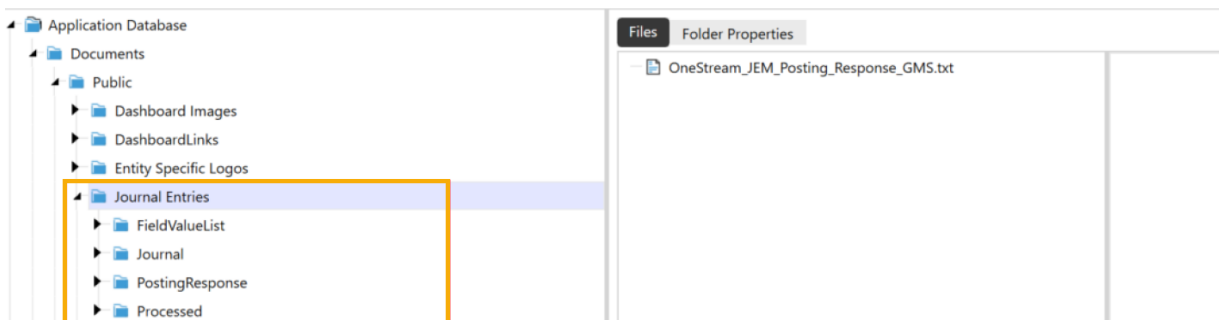 Application Database
Documents
Public
Dashboard Images
DashboardLinks
Entity Specific Logos
Journal Entries
FieldValueList
Journal
PostingResponse
Processed
Files Folder Properties
OneStream_JEM_Posting_Response_GMS.txt